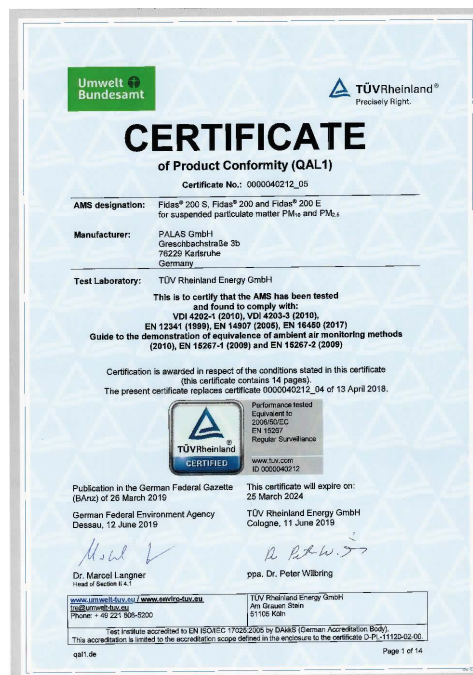 Umwelt
Bundesamt
TÜVRheinland®
Precisely Right.
CERTIFICATE
of Product Conformity (QAL1)
Certificate No.: 0000040212_05
AMS designation: Fidas® 200 S, Fidas® 200 and Fidas® 200 E
for suspended particulate matter PM10 and PM2,5
Manufacturer: PALAS GmbH
Greschbachstraße 3b
76229 Karlsruhe
Germany
Test Laboratory: TÜV Rheinland Energy GmbH
This is to certify that the AMS has been tested
and found to comply with:
VDI 4202-1 (2010), VDI 4203-3 (2010),
EN 12341 (1999), EN 14907 (2005), EN 16450 (2017)
Guide to the demonstration of equivalence of ambient air monitoring methods
(2010), EN 15267-1 (2009) and EN 15267-2 (2009)
Certification is awarded in respect of the conditions stated in this certificate
(this certificate contains 14 pages).
The present certificate replaces certificate 0000040212_04 of 13 April 2018.
TÜVRheinland®
CERTIFIED
Performance tested
Equivalent to
2008/50/EC
EN 15267
Regular Surveillance
www.tuv.com
ID 0000040212
Publication in the German Federal Gazette
(BAnz) of 26 March 2019
This certificate will expire on:
25 March 2024
German Federal Environment Agency
Dessau, 12 June 2019
TÜV Rheinland Energy GmbH
Cologne, 11 June 2019
Dr. Marcel Langner
Head of Section II 4.1
ppa. Dr. Peter Wilbring
www.umwelt-tuv.eu / www.enviro-tuv.eu
tre@umwelt-tuv.eu
Phone: + 49 221 806-5200
TÜV Rheinland Energy GmbH
Am Grauen Stein
51105 Köln
Test institute accredited to EN ISO/IEC 17025:2005 by DAkkS (German Accreditation Body).
This accreditation is limited to the accreditation scope defined in the enclosure to the certificate D-PL-11120-02-00.
qal1.de
Page 1 of 14